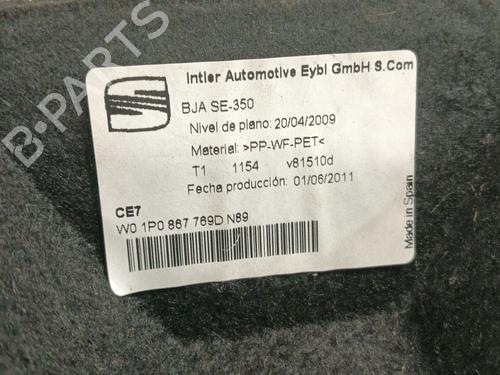 B-PARTS
Intier Automotive Eybl GmbH S.Com
BJA SE-350
Nivel de plano: 20/04/2009
Material: >PP-WF-PET<
T1 1154 v81510d
Fecha producción: 01/06/2011
CE7
W0 1P0 867 769D N89
Made in Spain